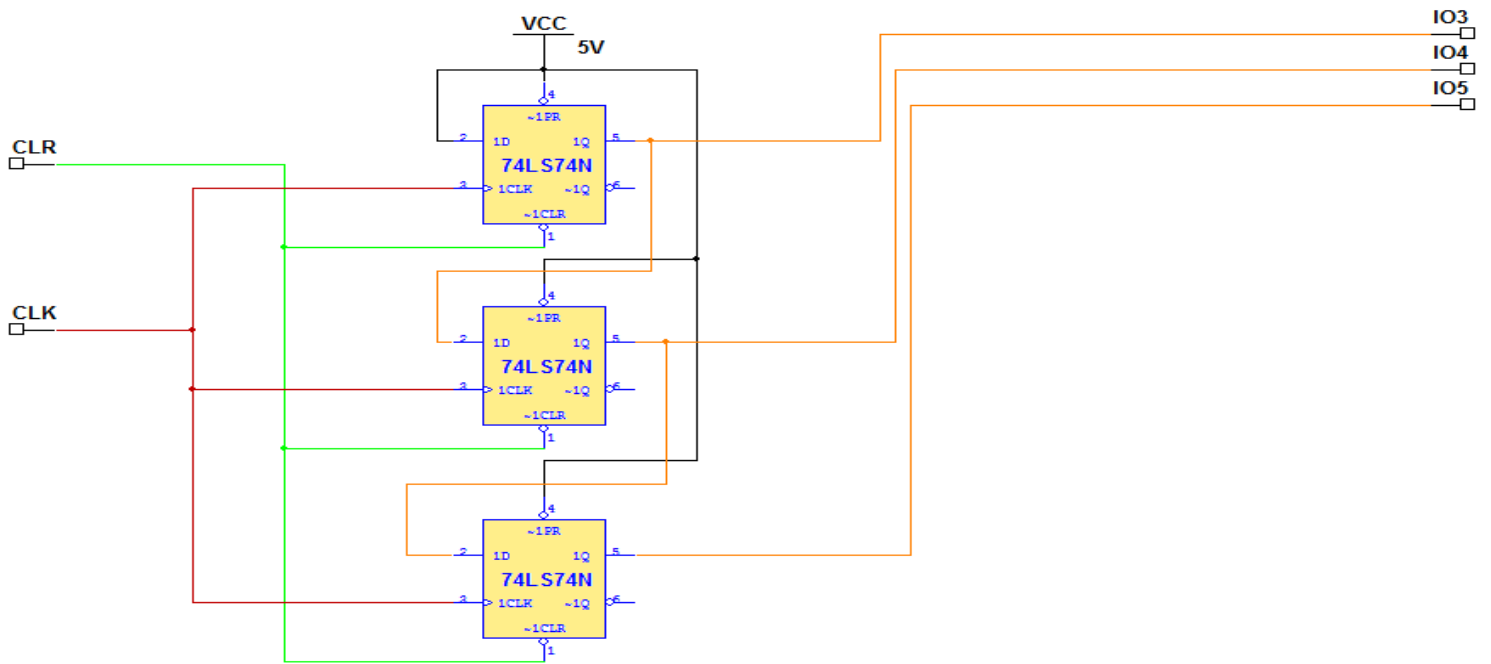 VCC
5V
IO3
IO4
IO5
CLR
CLK
4
~1PR
2 1D 1Q 5
74LS74N
3 1CLK ~1Q 6
~1CLR
1
4
~1PR
2 1D 1Q 5
74LS74N
3 1CLK ~1Q 6
~1CLR
1
4
~1PR
2 1D 1Q 5
74LS74N
3 1CLK ~1Q 6
~1CLR
1